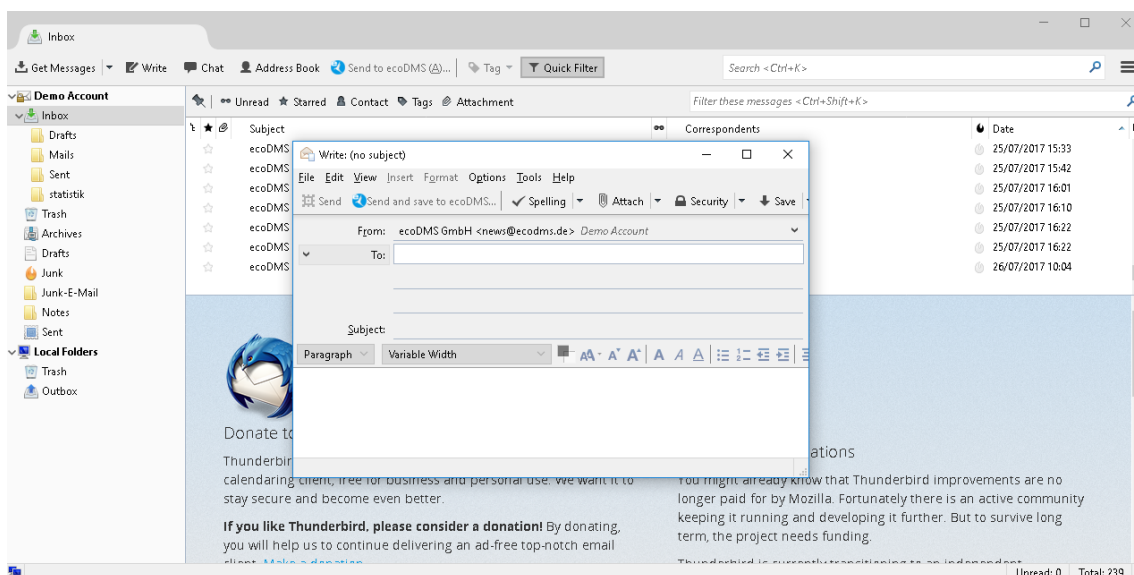 Inbox
Get Messages Write Chat Address Book Send to ecoDMS (A)... Tag Quick Filter Search <Ctrl+K>
Demo Account
Inbox
Drafts
Mails
Sent
statistik
Trash
Archives
Drafts
Junk
Junk-E-Mail
Notes
Sent
Local Folders
Trash
Outbox
Unread Starred Contact Tags Attachment Filter these messages <Ctrl+Shift+K>
Subject Correspondents Date
ecoDMS 25/07/2017 15:33
ecoDMS 25/07/2017 15:42
ecoDMS 25/07/2017 16:01
ecoDMS 25/07/2017 16:10
ecoDMS 25/07/2017 16:22
ecoDMS 25/07/2017 16:22
ecoDMS 26/07/2017 10:04
Write: (no subject)
File Edit View Insert Format Options Tools Help
Send Send and save to ecoDMS... Spelling Attach Security Save
From: ecoDMS GmbH <news@ecodms.de> Demo Account
To:
Subject:
Paragraph Variable Width
Donate to
Thunderbir
calendaring client, free for business and personal use. We want it to
stay secure and become even better.
If you like Thunderbird, please consider a donation! By donating,
you will help us to continue delivering an ad-free top-notch email
client. Make a donation
ations
You might already know that Thunderbird improvements are no
longer paid for by Mozilla. Fortunately there is an active community
keeping it running and developing it further. But to survive long
term, the project needs funding.
Thunderbird is currently transitioning to an independent
Unread: 0 Total: 239